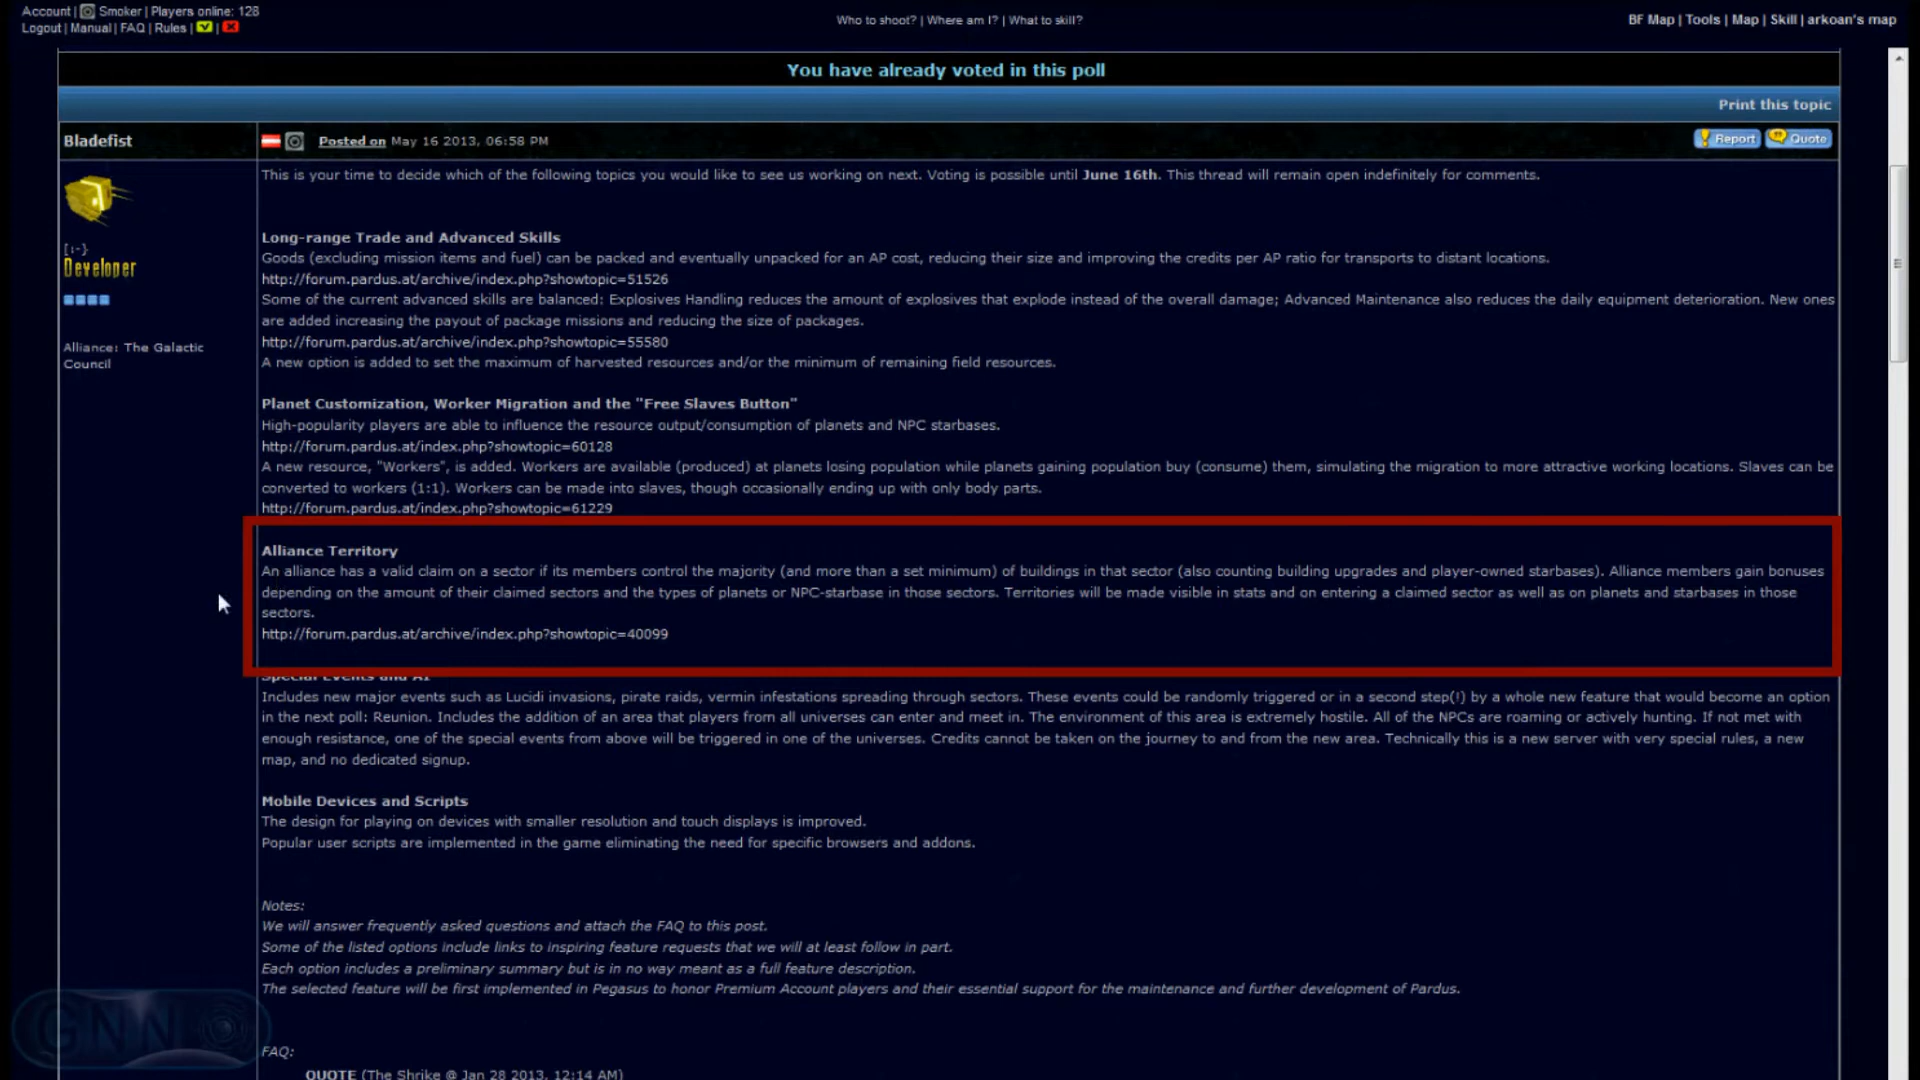 Account | Smoker | Players online: 128
Logout | Manual | FAQ | Rules | |
Who to shoot? | Where am I? | What to skill?
BF Map | Tools | Map | Skill | arkoan's map
You have already voted in this poll
Print this topic
Bladefist
Posted on May 16 2013, 06:58 PM
Report Quote
This is your time to decide which of the following topics you would like to see us working on next. Voting is possible until June 16th. This thread will remain open indefinitely for comments.
[:-}
Developer
Alliance: The Galactic
Council
Long-range Trade and Advanced Skills
Goods (excluding mission items and fuel) can be packed and eventually unpacked for an AP cost, reducing their size and improving the credits per AP ratio for transports to distant locations.
http://forum.pardus.at/archive/index.php?showtopic=51526
Some of the current advanced skills are balanced: Explosives Handling reduces the amount of explosives that explode instead of the overall damage; Advanced Maintenance also reduces the daily equipment deterioration. New ones
are added increasing the payout of package missions and reducing the size of packages.
http://forum.pardus.at/archive/index.php?showtopic=55580
A new option is added to set the maximum of harvested resources and/or the minimum of remaining field resources.
Planet Customization, Worker Migration and the "Free Slaves Button"
High-popularity players are able to influence the resource output/consumption of planets and NPC starbases.
http://forum.pardus.at/index.php?showtopic=60128
A new resource, "Workers", is added. Workers are available (produced) at planets losing population while planets gaining population buy (consume) them, simulating the migration to more attractive working locations. Slaves can be
converted to workers (1:1). Workers can be made into slaves, though occasionally ending up with only body parts.
http://forum.pardus.at/index.php?showtopic=61229
Alliance Territory
An alliance has a valid claim on a sector if its members control the majority (and more than a set minimum) of buildings in that sector (also counting building upgrades and player-owned starbases). Alliance members gain bonuses
depending on the amount of their claimed sectors and the types of planets or NPC-starbase in those sectors. Territories will be made visible in stats and on entering a claimed sector as well as on planets and starbases in those
sectors.
http://forum.pardus.at/archive/index.php?showtopic=40099
Special Events and AI
Includes new major events such as Lucidi invasions, pirate raids, vermin infestations spreading through sectors. These events could be randomly triggered or in a second step(!) by a whole new feature that would become an option
in the next poll: Reunion. Includes the addition of an area that players from all universes can enter and meet in. The environment of this area is extremely hostile. All of the NPCs are roaming or actively hunting. If not met with
enough resistance, one of the special events from above will be triggered in one of the universes. Credits cannot be taken on the journey to and from the new area. Technically this is a new server with very special rules, a new
map, and no dedicated signup.
Mobile Devices and Scripts
The design for playing on devices with smaller resolution and touch displays is improved.
Popular user scripts are implemented in the game eliminating the need for specific browsers and addons.
Notes:
We will answer frequently asked questions and attach the FAQ to this post.
Some of the listed options include links to inspiring feature requests that we will at least follow in part.
Each option includes a preliminary summary but is in no way meant as a full feature description.
The selected feature will be first implemented in Pegasus to honor Premium Account players and their essential support for the maintenance and further development of Pardus.
GNN
FAQ:
QUOTE (The Shrike @ Jan 28 2013, 12:14 AM)